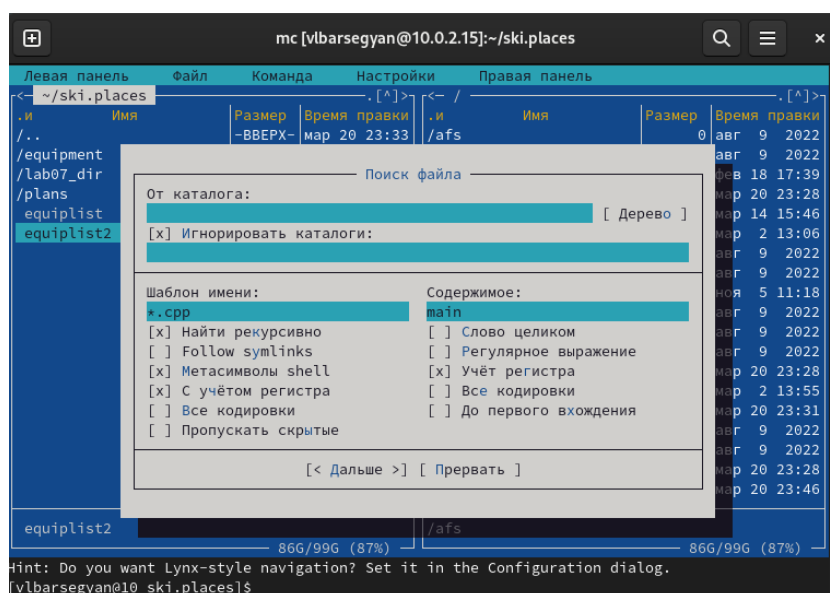 mc [vlbarsegyan@10.0.2.15]:~/ski.places
Левая панель Файл Команда Настройки Правая панель
<— ~/ski.places .[^]> <— / .[^]>
.и Имя Размер Время правки .и Имя Размер Время правки
/.. -ВВЕРХ- мар 20 23:33 /afs 0 авг 9 2022
/equipment авг 9 2022
/lab07_dir Поиск файла фев 18 17:39
/plans От каталога: мар 20 23:28
equiplist [ Дерево ] мар 14 15:46
equiplist2 [x] Игнорировать каталоги: мар 2 13:06
авг 9 2022
авг 9 2022
Шаблон имени: Содержимое: ноя 5 11:18
*.cpp main авг 9 2022
[x] Найти рекурсивно [ ] Слово целиком авг 9 2022
[ ] Follow symlinks [ ] Регулярное выражение мар 20 23:28
[x] Метасимволы shell [x] Учёт регистра мар 2 13:55
[x] С учётом регистра [ ] Все кодировки мар 20 23:31
[ ] Все кодировки [ ] До первого вхождения авг 9 2022
[ ] Пропускать скрытые авг 9 2022
[< Дальше >] [ Прервать ] мар 20 23:28
мар 20 23:46
equiplist2 /afs
86G/99G (87%) 86G/99G (87%)
Hint: Do you want Lynx-style navigation? Set it in the Configuration dialog.
[vlbarsegyan@10 ski.places]$